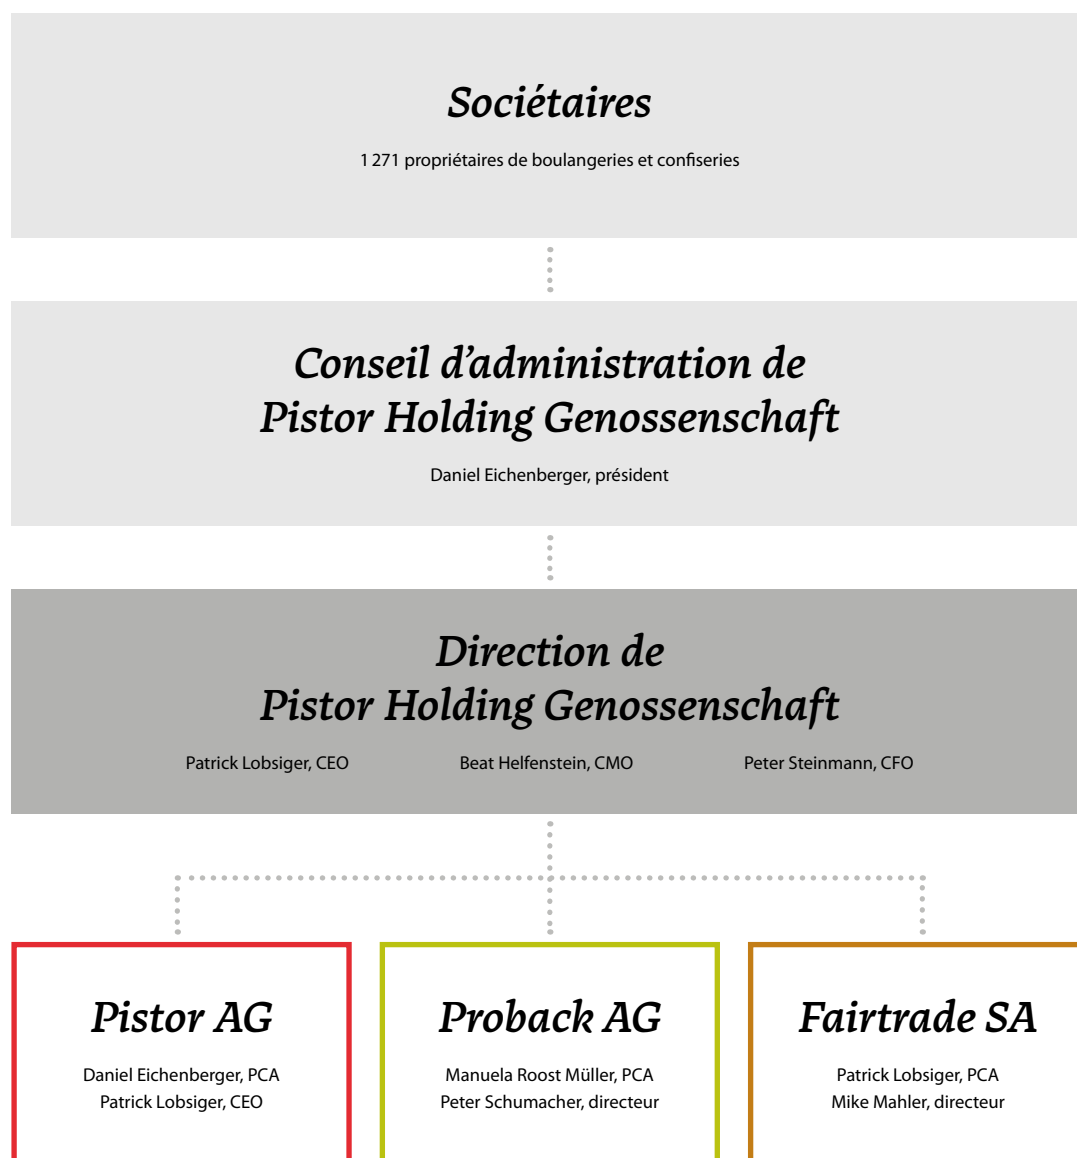 Sociétaires
1 271 propriétaires de boulangeries et confiseries
Conseil d’administration de
Pistor Holding Genossenschaft
Daniel Eichenberger, président
Direction de
Pistor Holding Genossenschaft
Patrick Lobsiger, CEO
Beat Helfenstein, CMO
Peter Steinmann, CFO
Pistor AG
Daniel Eichenberger, PCA
Patrick Lobsiger, CEO
Proback AG
Manuela Roost Müller, PCA
Peter Schumacher, directeur
Fairtrade SA
Patrick Lobsiger, PCA
Mike Mahler, directeur